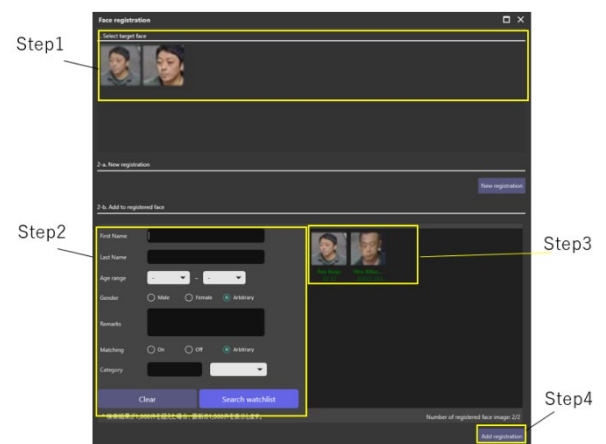 Face registration
Step1
1. Select target face
2-a. New registration
New registration
2-b. Add to registered face
Step2
First Name
Last Name
Age range
- ~ -
Gender
Male
Female
Arbitrary
Remarks
Matching
On
Off
Arbitrary
Category
Clear
Search watchlist
Step3
Number of registered face image: 2/2
Step4
Add registration